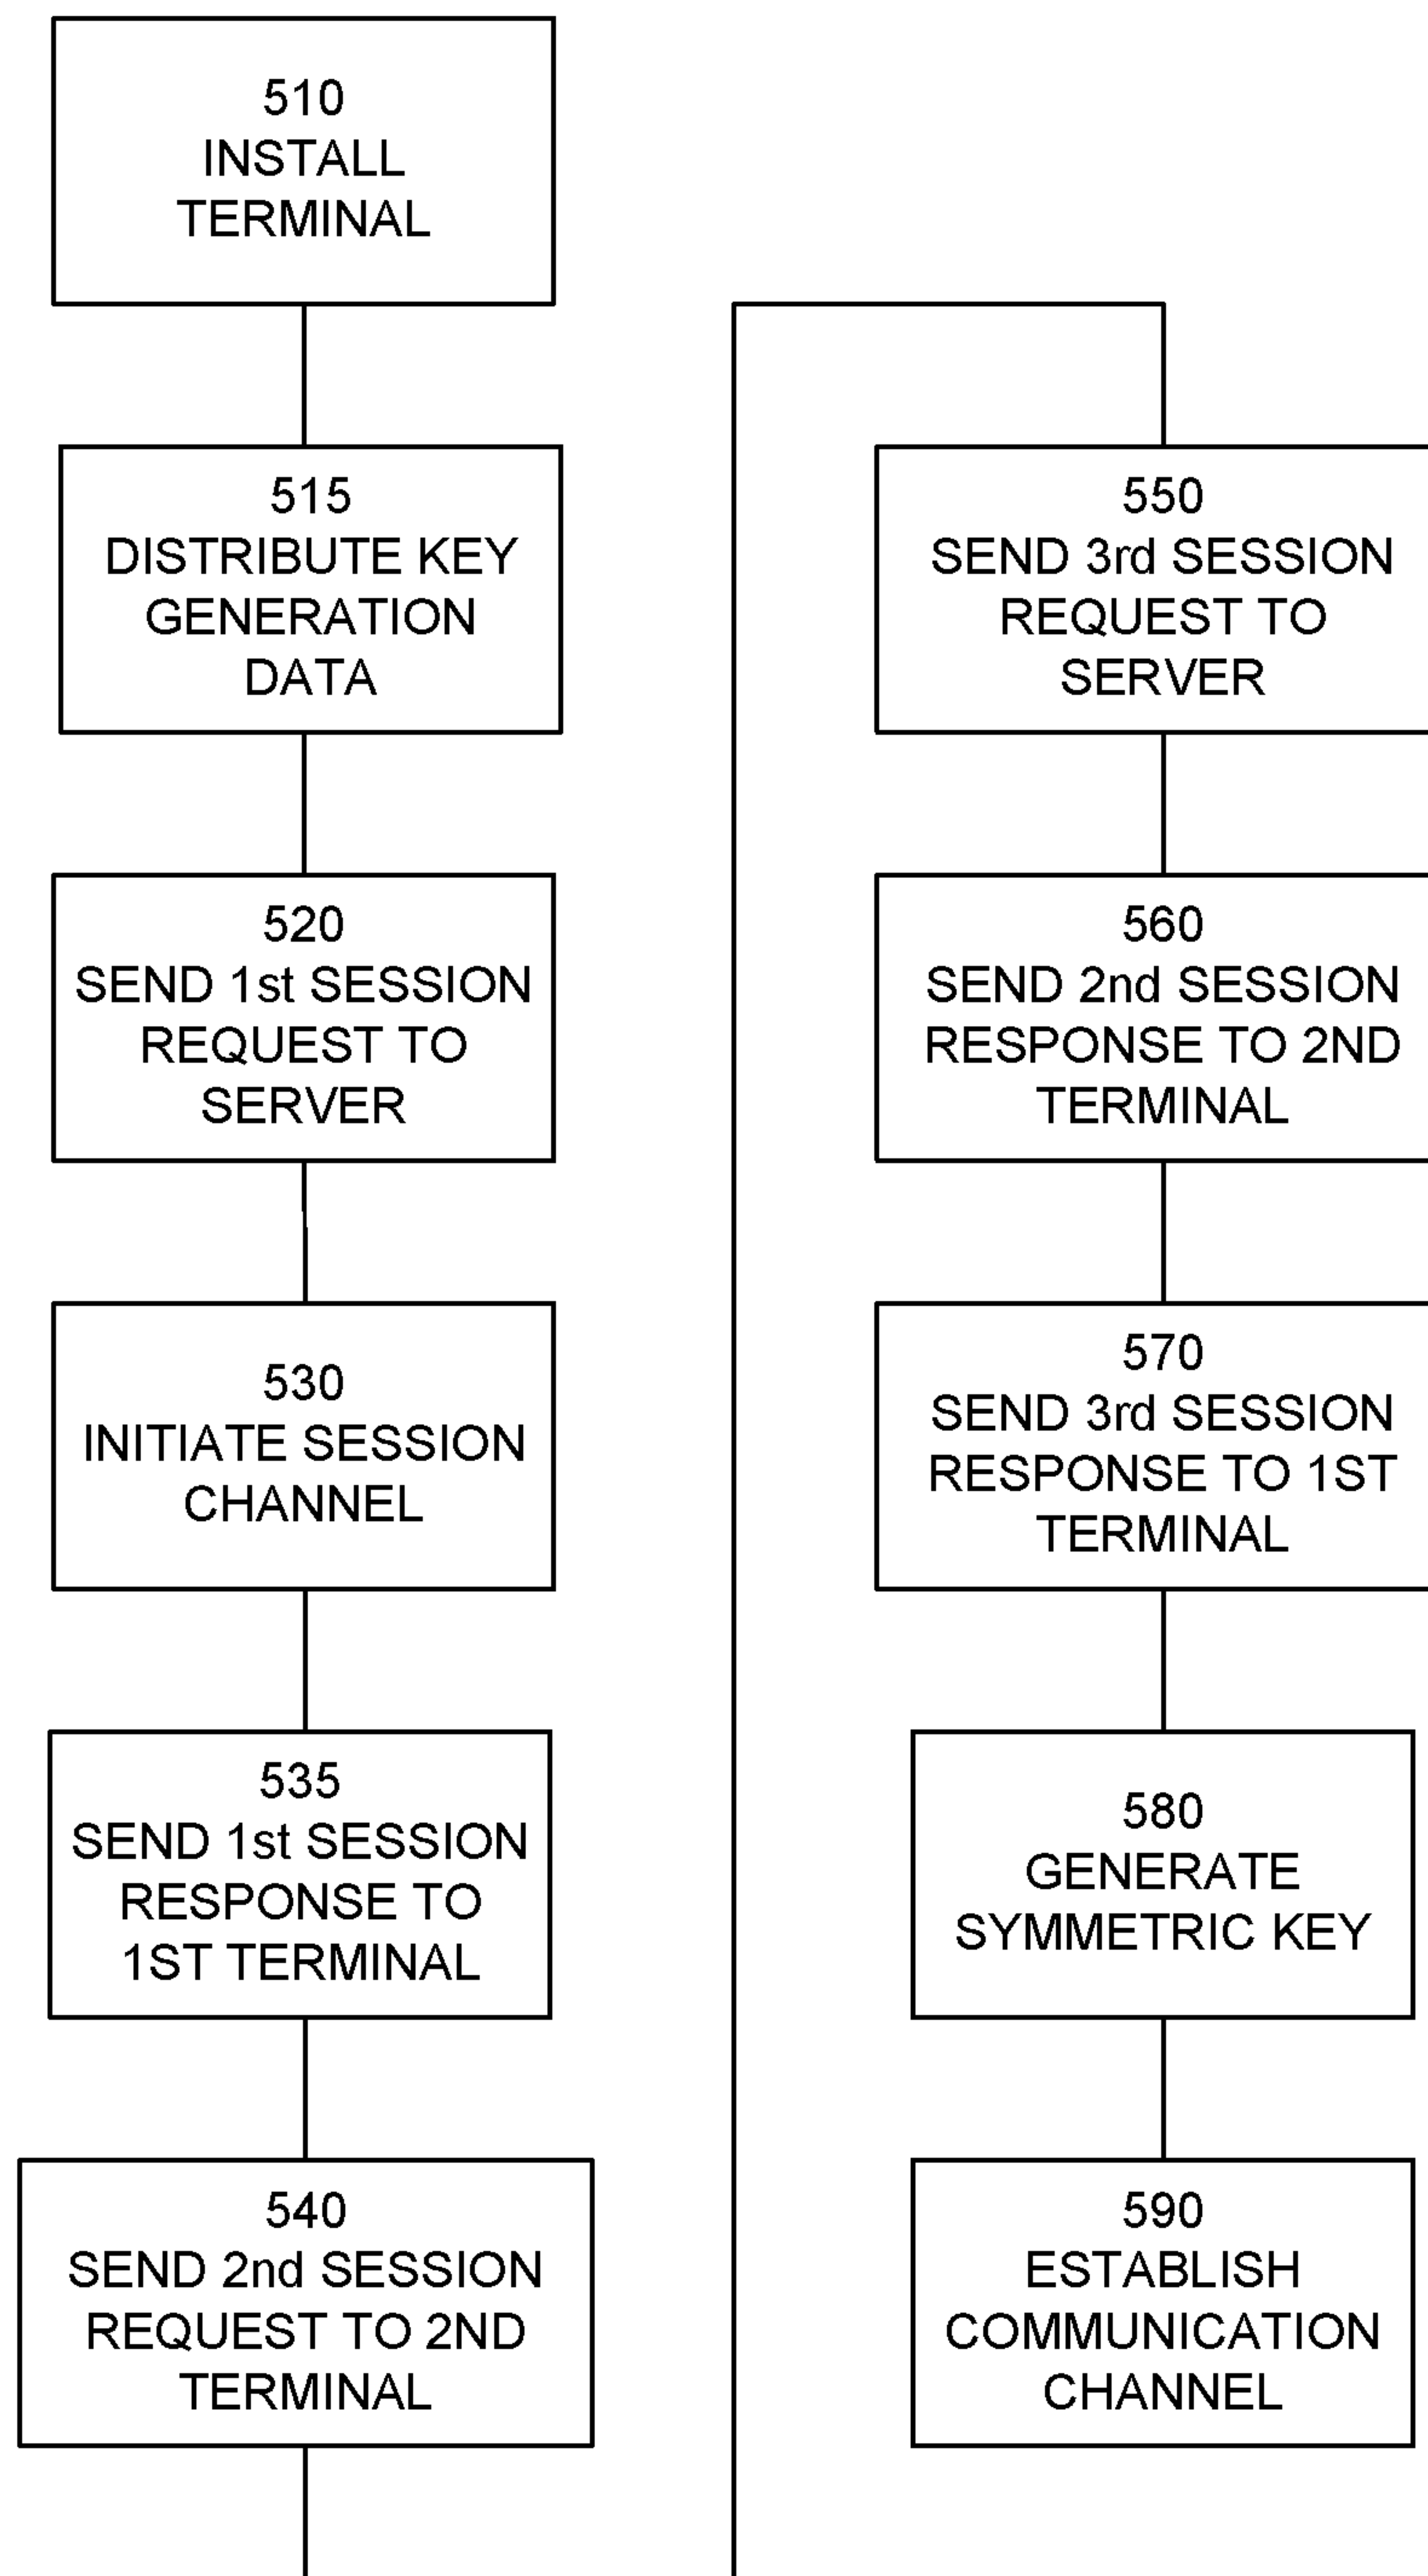 510
INSTALL
TERMINAL
515
DISTRIBUTE KEY
GENERATION
DATA
520
SEND 1st SESSION
REQUEST TO
SERVER
530
INITIATE SESSION
CHANNEL
535
SEND 1st SESSION
RESPONSE TO
1ST TERMINAL
540
SEND 2nd SESSION
REQUEST TO 2ND
TERMINAL
550
SEND 3rd SESSION
REQUEST TO
SERVER
560
SEND 2nd SESSION
RESPONSE TO 2ND
TERMINAL
570
SEND 3rd SESSION
RESPONSE TO 1ST
TERMINAL
580
GENERATE
SYMMETRIC KEY
590
ESTABLISH
COMMUNICATION
CHANNEL